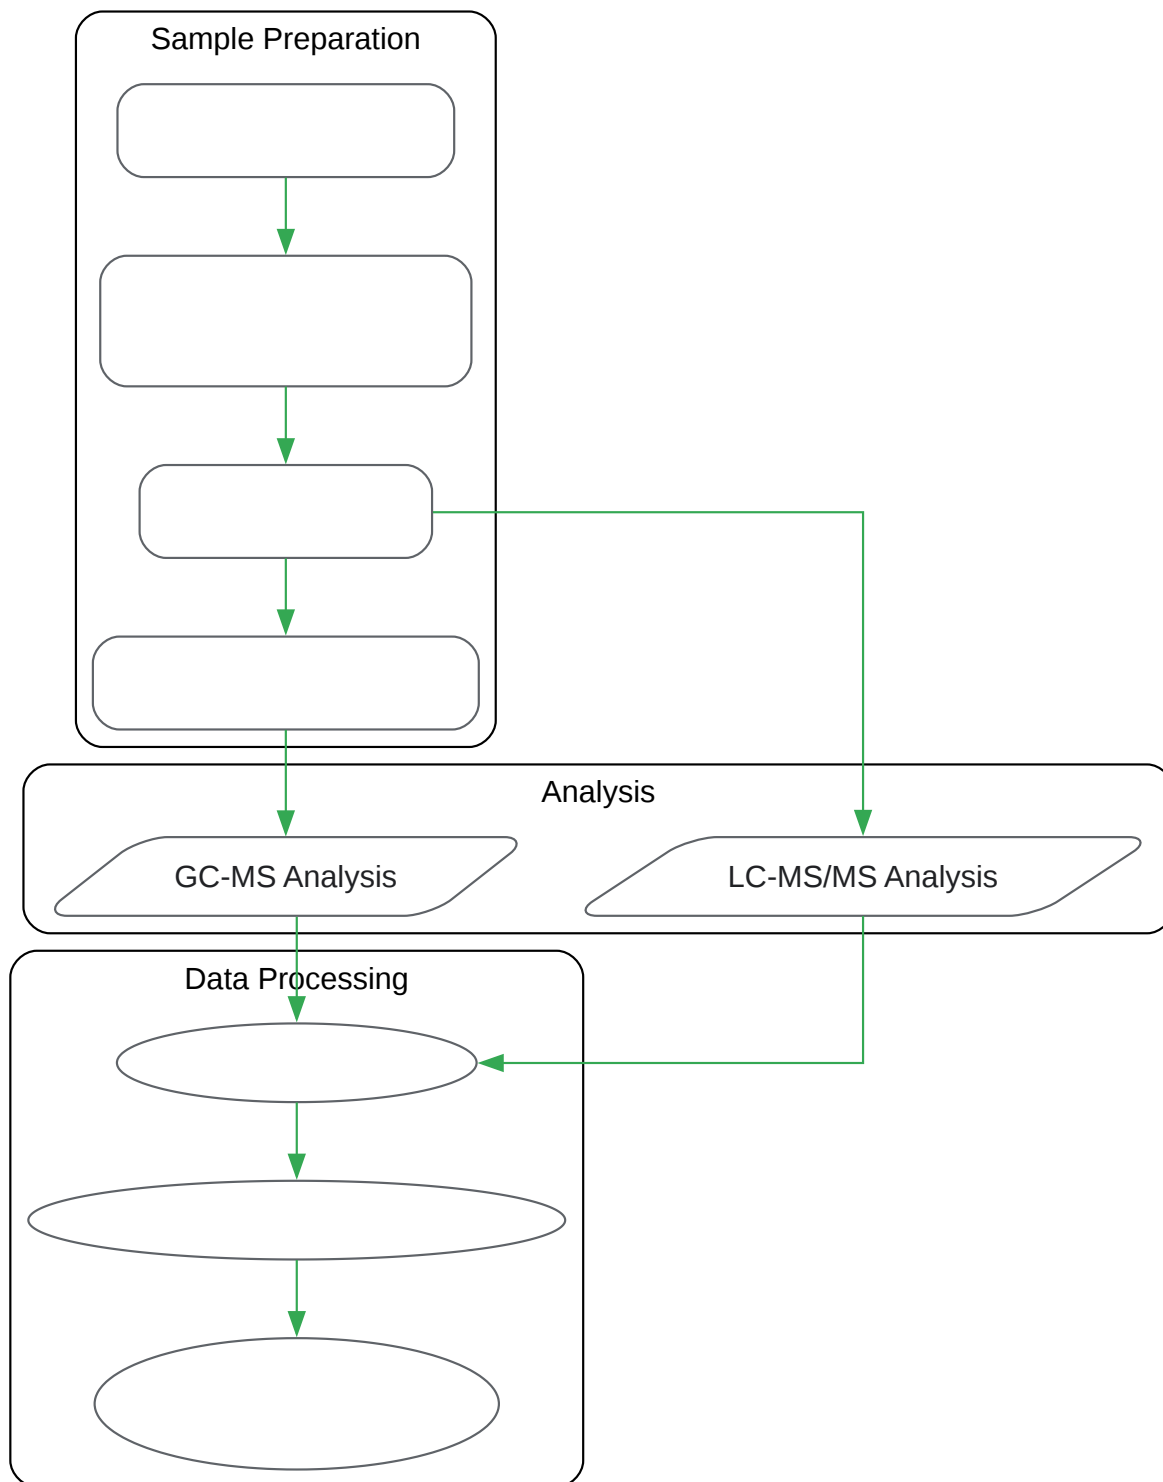 Sample Preparation
Analysis
GC-MS Analysis
LC-MS/MS Analysis
Data Processing